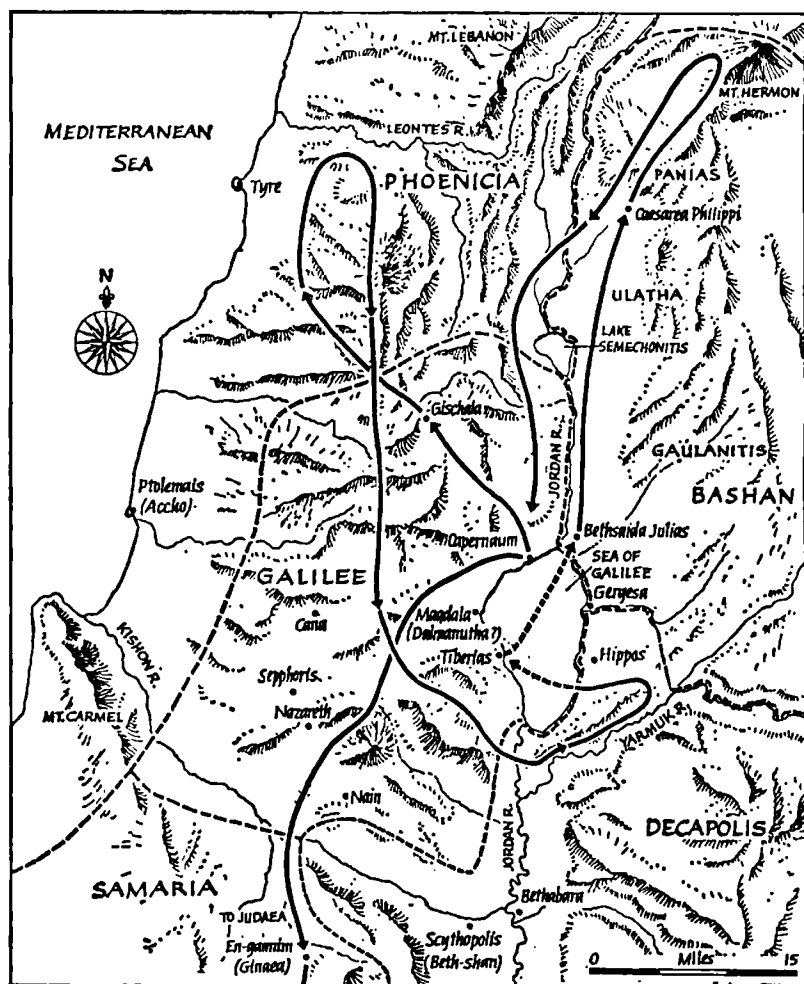 MT. LEBANON
MEDITERRANEAN
SEA
MT. HERMON
LEONTES R.
PHOENICIA
PANIAS
Tyre
Caesarea Philippi
N
ULATHA
LAKE
SEMECHONITIS
Gischala
JORDAN R.
GAULANITIS
BASHAN
Ptolemais
(Accho)
Capernaum
Bethsaida Julias
SEA OF
GALILEE
Gergesa
GALILEE
Cana
Magdala
(Dalmanutha?)
Tiberias
Hippos
KISHON R.
Sepphoris
Nazareth
MT. CARMEL
YARMUK R.
Nain
JORDAN R.
DECAPOLIS
SAMARIA
TO JUDAEA
En-gannim
(Ginaea)
Bethabara
Scythopolis
(Beth-shan)
0 Miles 15